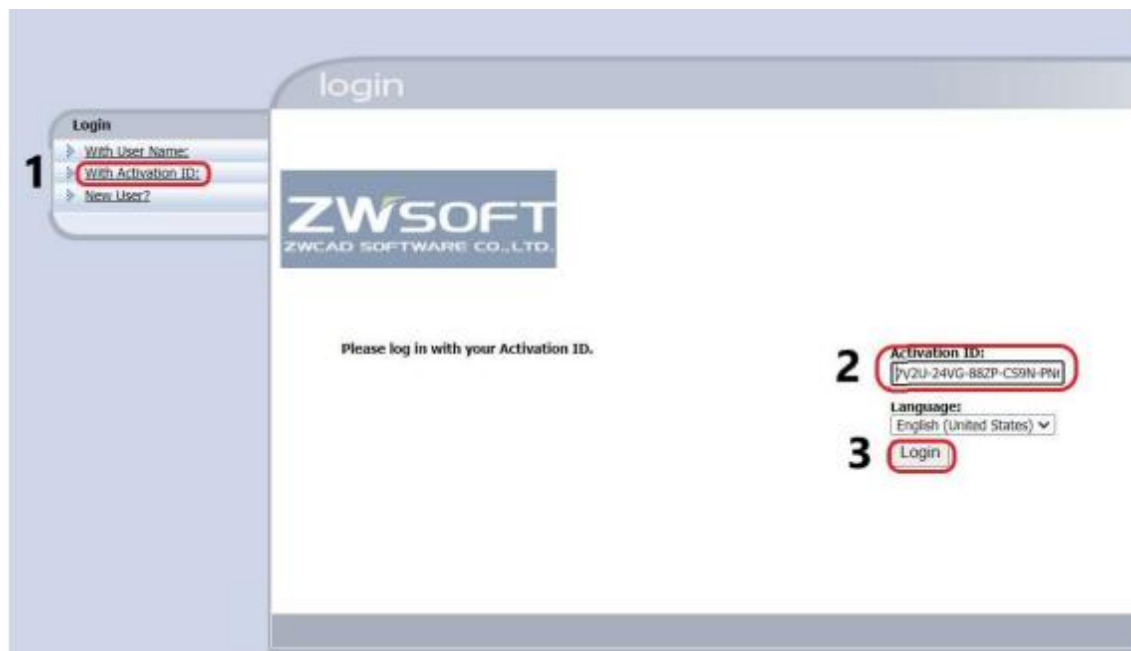 login
Login
With User Name:
1
With Activation ID:
New User?
ZWSOFT
ZWCAD SOFTWARE CO.,LTD.
Please log in with your Activation ID.
2
Activation ID:
Language:
English (United States)
3
Login